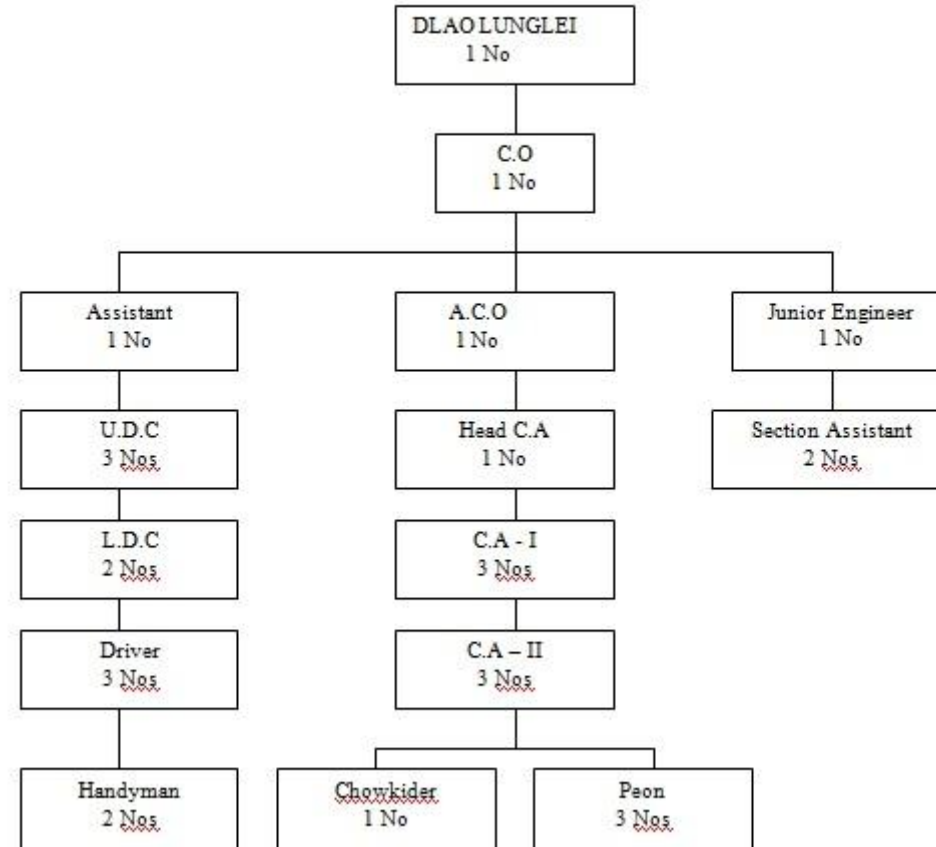 DLAO LUNGLEI
1 No
C.O
1 No
Assistant
1 No
A.C.O
1 No
Junior Engineer
1 No
U.D.C
3 Nos
Head C.A
1 No
Section Assistant
2 Nos
L.D.C
2 Nos
C.A - I
3 Nos
Driver
3 Nos
C.A – II
3 Nos
Handyman
2 Nos
Chowkider
1 No
Peon
3 Nos